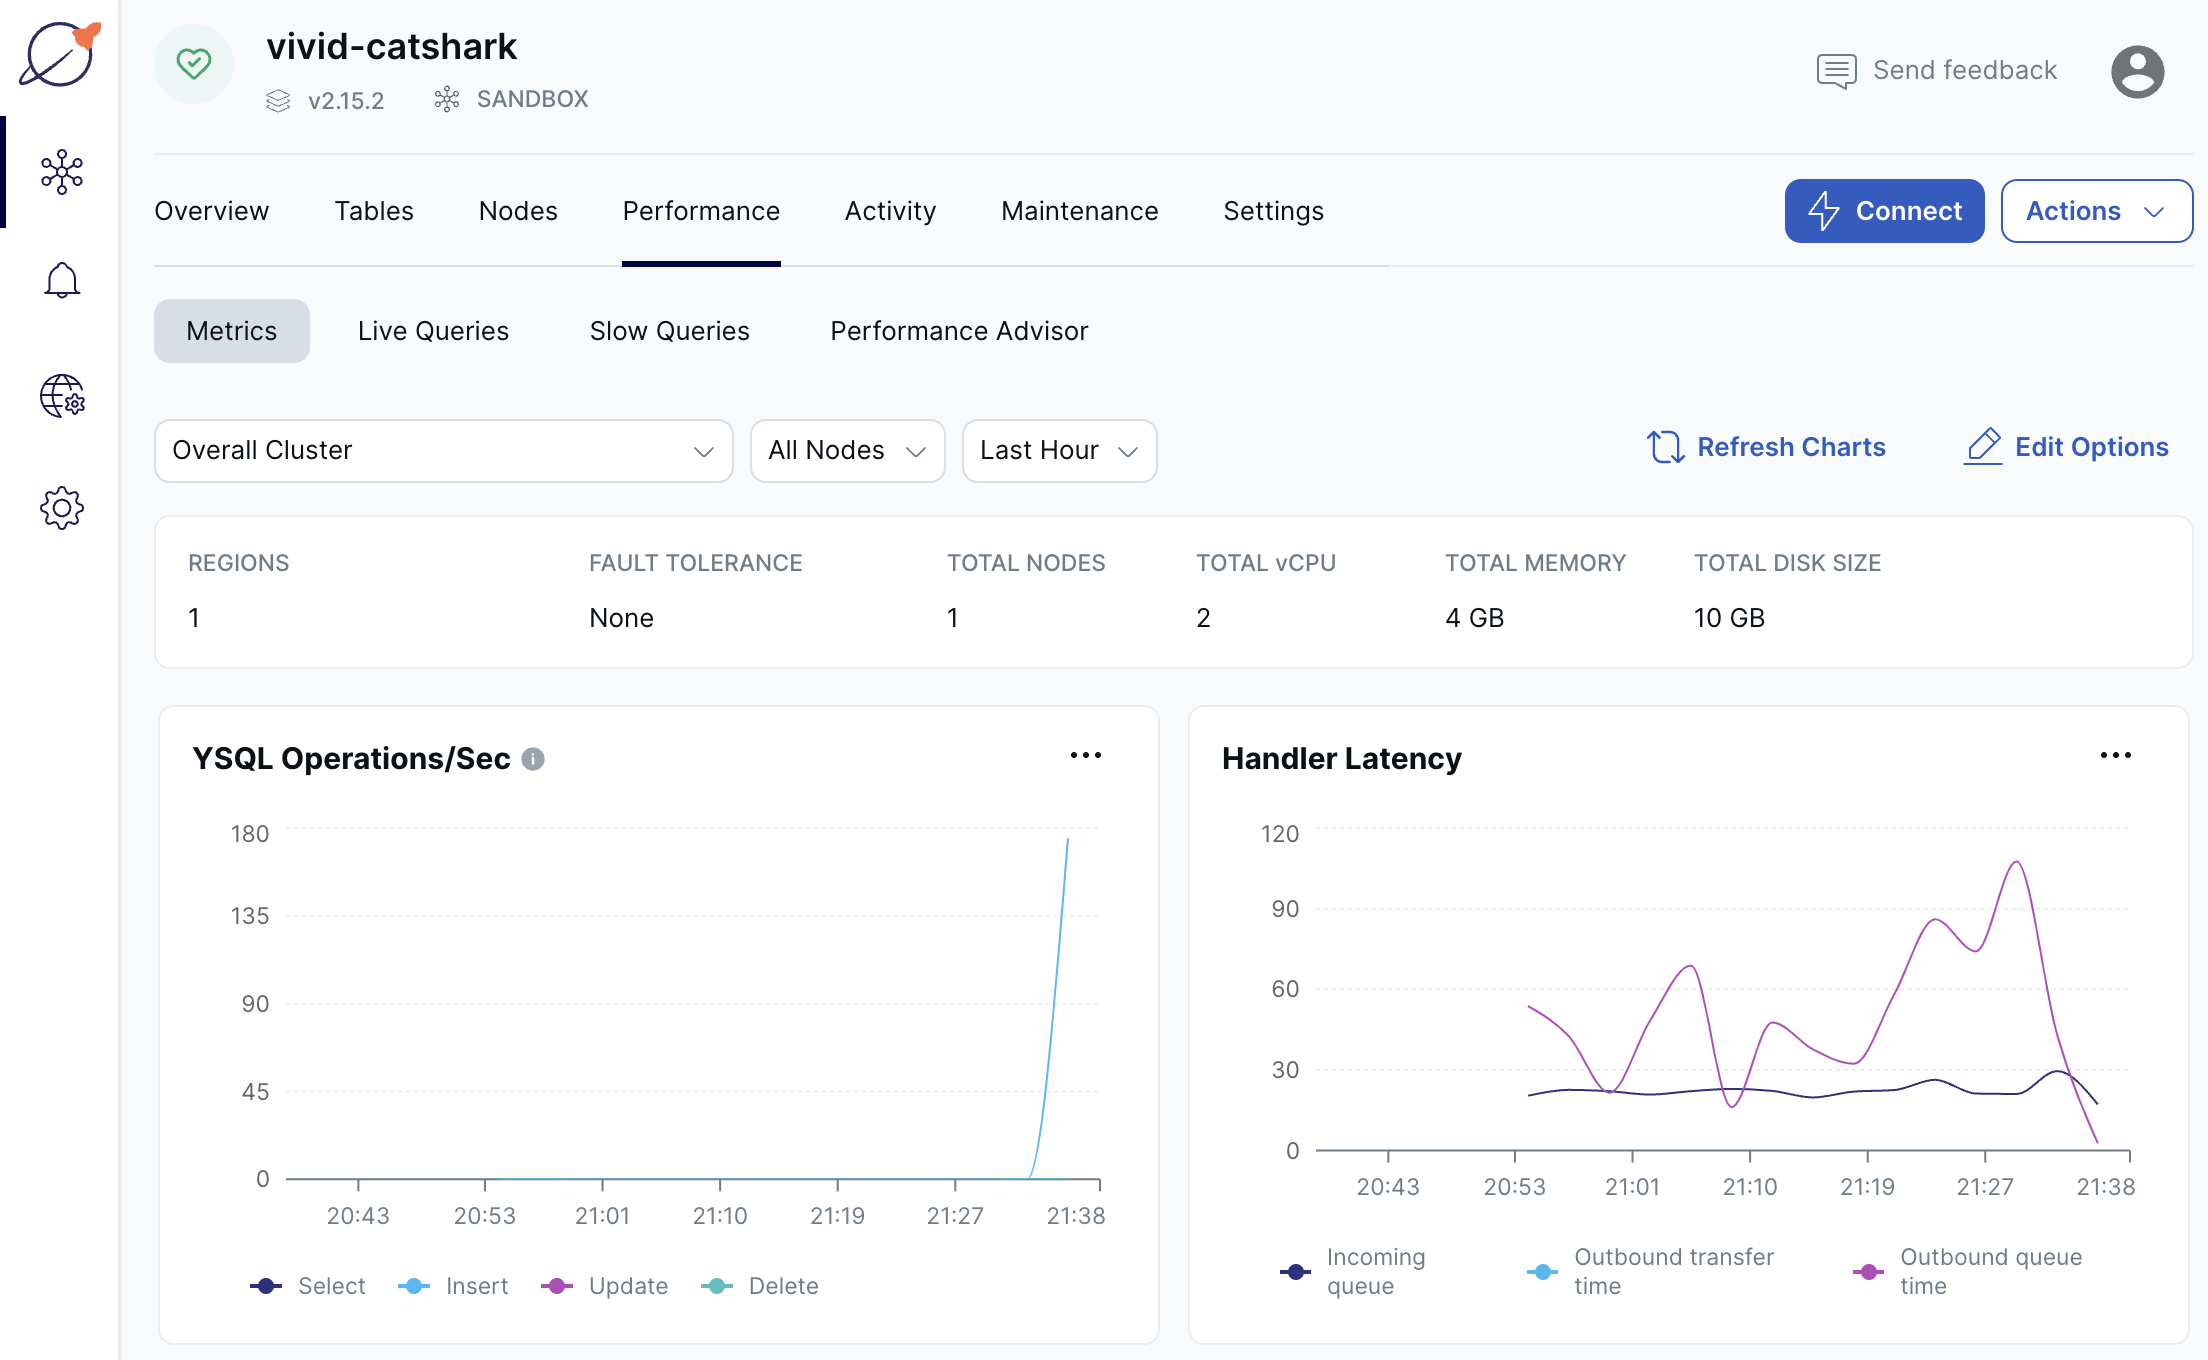 vivid-catshark
v2.15.2 SANDBOX
Send feedback
Overview Tables Nodes Performance Activity Maintenance Settings
Connect Actions
Metrics Live Queries Slow Queries Performance Advisor
Overall Cluster All Nodes Last Hour
Refresh Charts Edit Options
REGIONS FAULT TOLERANCE TOTAL NODES TOTAL vCPU TOTAL MEMORY TOTAL DISK SIZE
1 None 1 2 4 GB 10 GB
YSQL Operations/Sec
180
135
90
45
0
20:43 20:53 21:01 21:10 21:19 21:27 21:38
Select Insert Update Delete
Handler Latency
120
90
60
30
0
20:43 20:53 21:01 21:10 21:19 21:27 21:38
Incoming queue
Outbound transfer time
Outbound queue time